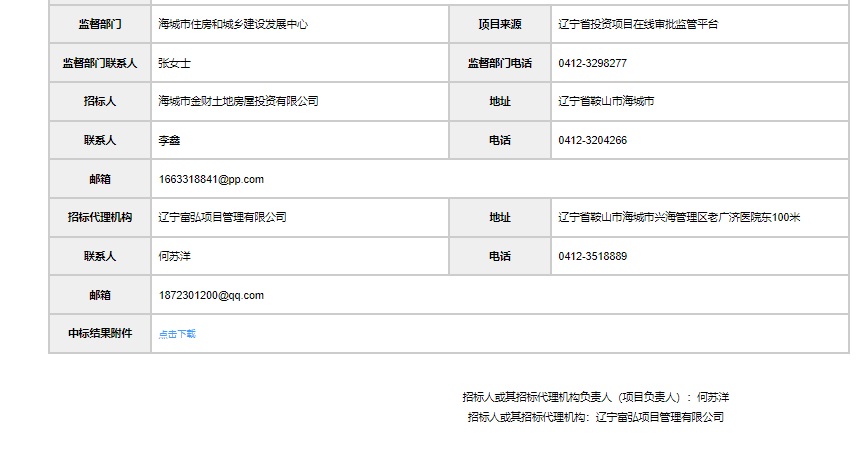 监督部门 海城市住房和城乡建设发展中心 项目来源 辽宁省投资项目在线审批监管平台
监督部门联系人 张女士 监督部门电话 0412-3298277
招标人 海城市金财土地房屋投资有限公司 地址 辽宁省鞍山市海城市
联系人 李鑫 电话 0412-3204266
邮箱 1663318841@pp.com
招标代理机构 辽宁富弘项目管理有限公司 地址 辽宁省鞍山市海城市兴海管理区老广济医院东100米
联系人 何苏洋 电话 0412-3518889
邮箱 1872301200@qq.com
中标结果附件 点击下载
招标人或其招标代理机构负责人（项目负责人）：何苏洋
招标人或其招标代理机构：辽宁富弘项目管理有限公司